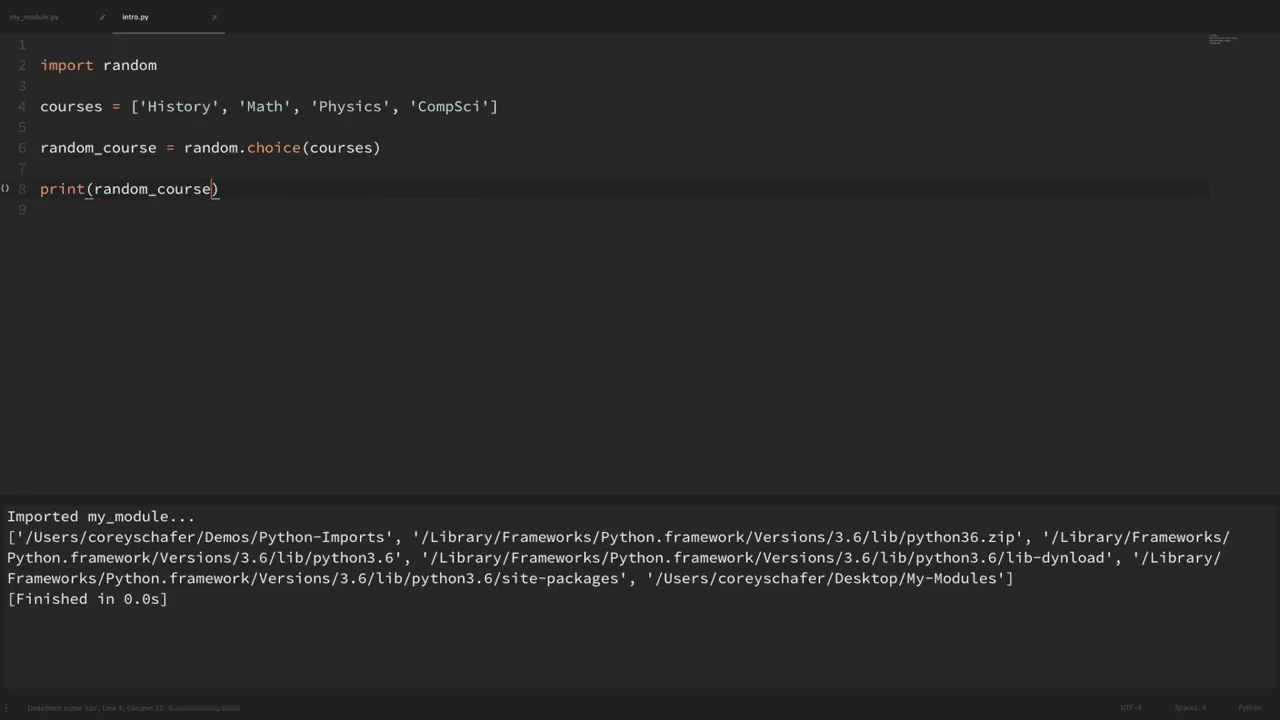 my_module.py intro.py ×
1
2 import random
3
4 courses = ['History', 'Math', 'Physics', 'CompSci']
5
6 random_course = random.choice(courses)
7
8 print(random_course)
9
Imported my_module...
['/Users/coreyschafer/Demos/Python-Imports', '/Library/Frameworks/Python.framework/Versions/3.6/lib/python36.zip', '/Library/Frameworks/
Python.framework/Versions/3.6/lib/python3.6', '/Library/Frameworks/Python.framework/Versions/3.6/lib/python3.6/lib-dynload', '/Library/
Frameworks/Python.framework/Versions/3.6/lib/python3.6/site-packages', '/Users/coreyschafer/Desktop/My-Modules']
[Finished in 0.0s]
Line 8, Column 20 UTF-8 Spaces: 4 Python